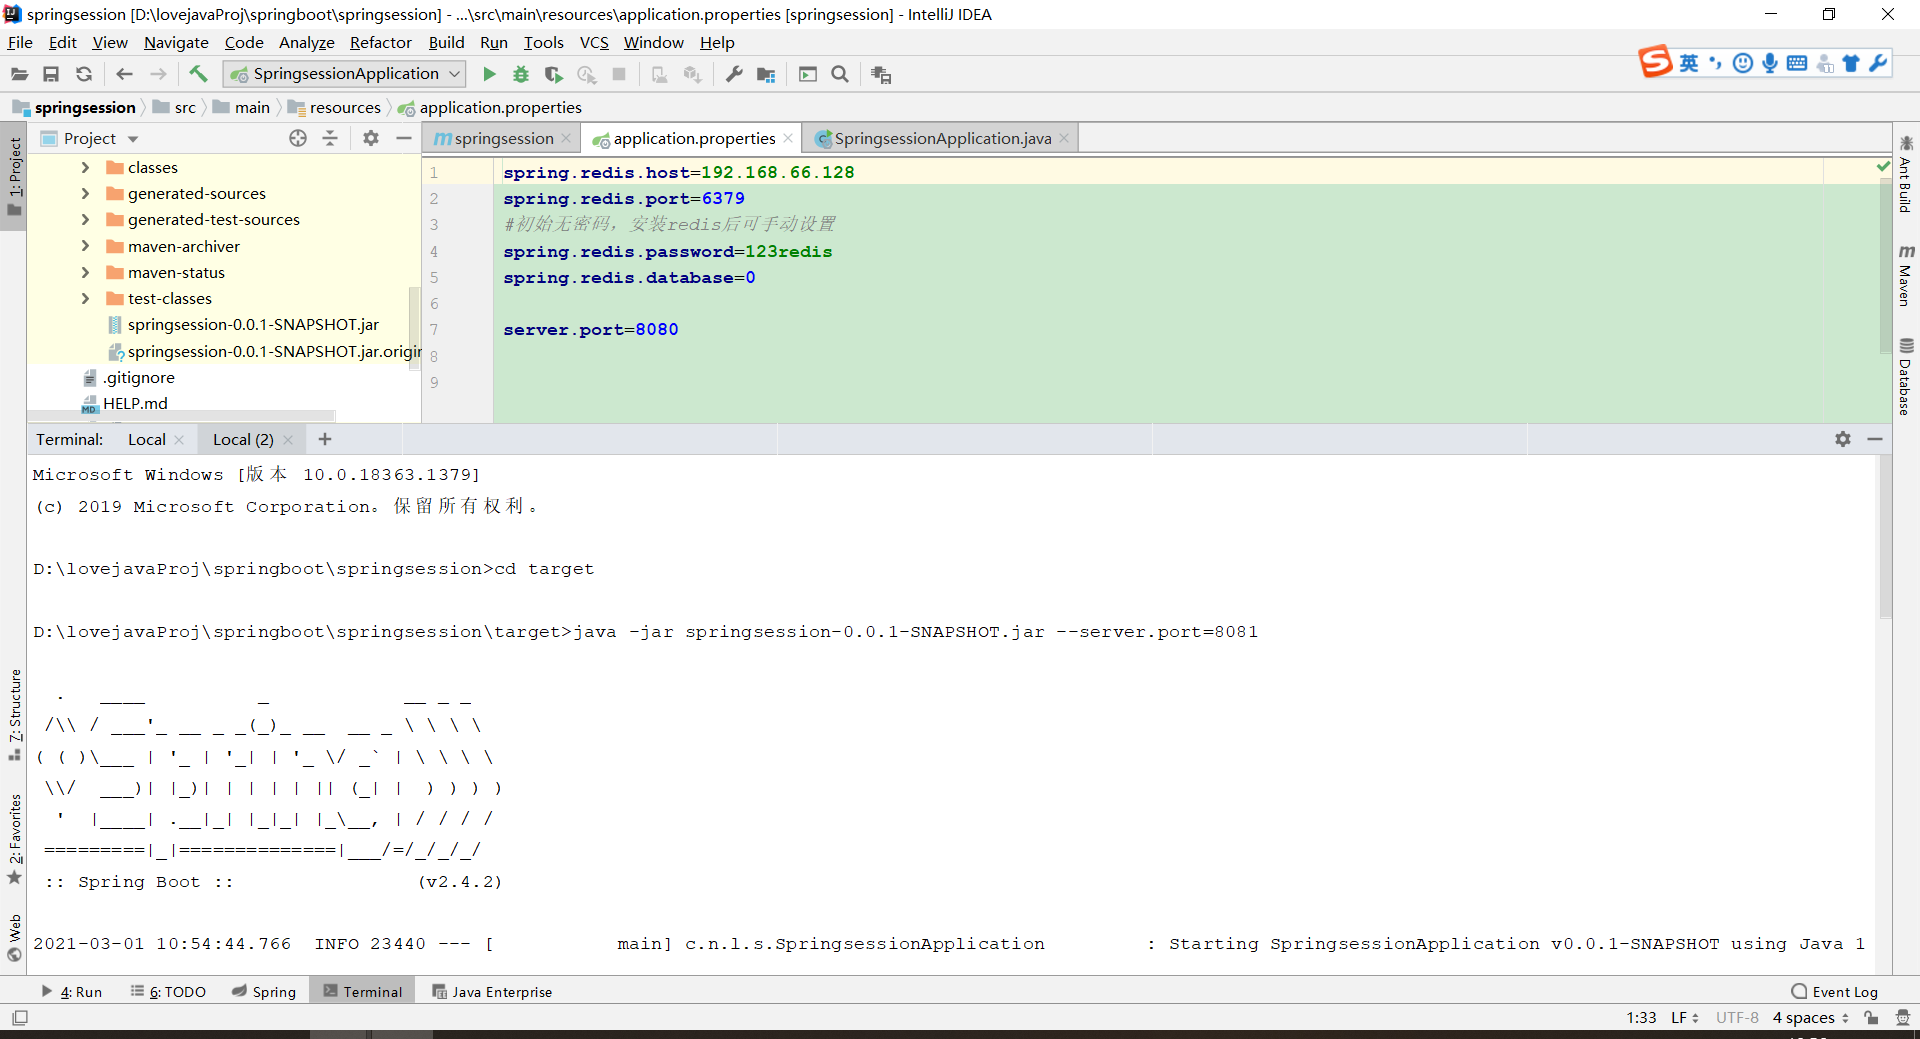 springsession [D:\lovejavaProj\springboot\springsession] - ...\src\main\resources\application.properties [springsession] - IntelliJ IDEA
File Edit View Navigate Code Analyze Refactor Build Run Tools VCS Window Help
SpringsessionApplication
英
springsession src main resources application.properties
1: Project
Project
springsession application.properties SpringsessionApplication.java
classes
generated-sources
generated-test-sources
maven-archiver
maven-status
test-classes
springsession-0.0.1-SNAPSHOT.jar
springsession-0.0.1-SNAPSHOT.jar.origin
.gitignore
HELP.md
1 spring.redis.host=192.168.66.128
2 spring.redis.port=6379
3 #初始无密码，安装redis后可手动设置
4 spring.redis.password=123redis
5 spring.redis.database=0
6
7 server.port=8080
8
9
Ant Build
Maven
Database
Terminal: Local Local (2)
Microsoft Windows [版本 10.0.18363.1379]
(c) 2019 Microsoft Corporation。保留所有权利。
D:\lovejavaProj\springboot\springsession>cd target
D:\lovejavaProj\springboot\springsession\target>java -jar springsession-0.0.1-SNAPSHOT.jar --server.port=8081
  .   ____          _            __ _ _
 /\\ / ___'_ __ _ _(_)_ __  __ _ \ \ \ \
( ( )\___ | '_ | '_| | '_ \/ _` | \ \ \ \
 \\/  ___)| |_)| | | | | || (_| |  ) ) ) )
  '  |____| .__|_| |_|_| |_\__, | / / / /
 =========|_|==============|___/=/_/_/_/
 :: Spring Boot ::                (v2.4.2)
2021-03-01 10:54:44.766  INFO 23440 --- [           main] c.n.l.s.SpringsessionApplication         : Starting SpringsessionApplication v0.0.1-SNAPSHOT using Java 1
7: Structure
2: Favorites
Web
4: Run 6: TODO Spring Terminal Java Enterprise Event Log
1:33 LF UTF-8 4 spaces